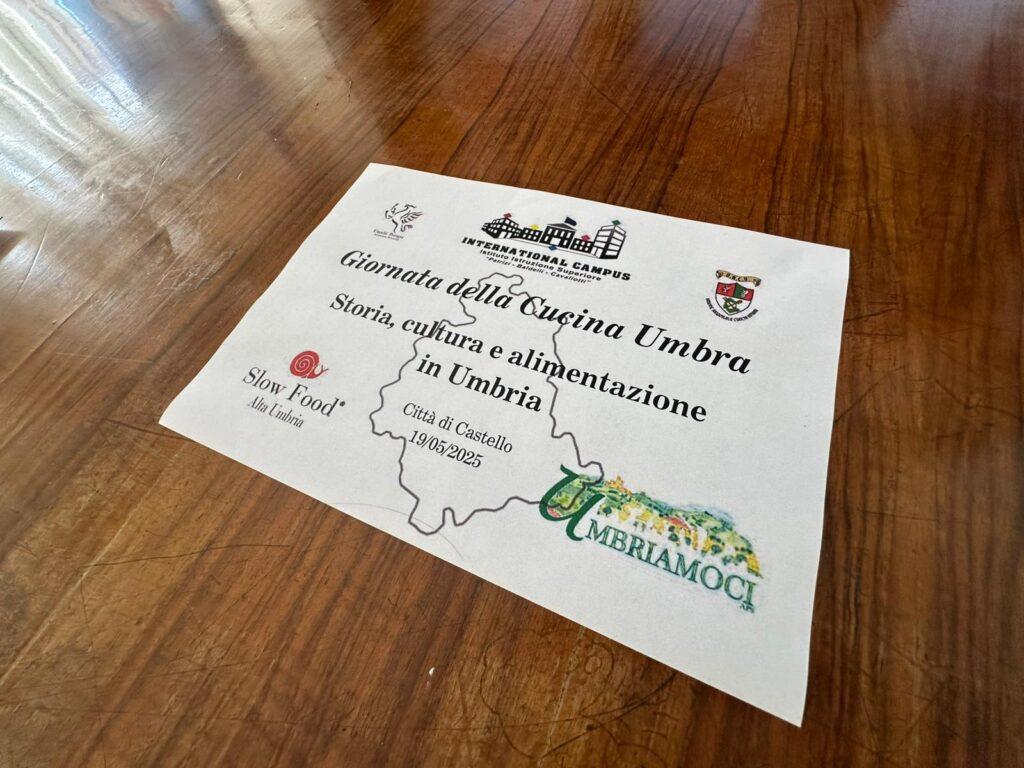 INTERNATIONAL CAMPUS
Istituto Istruzione Superiore
"Patrizi - Baldelli - Cavallotti"
Giornata della Cucina Umbra
Storia, cultura e alimentazione
in Umbria
Slow Food®
Alta Umbria
Città di Castello
19/05/2025
UMBRIAMOCI
APS